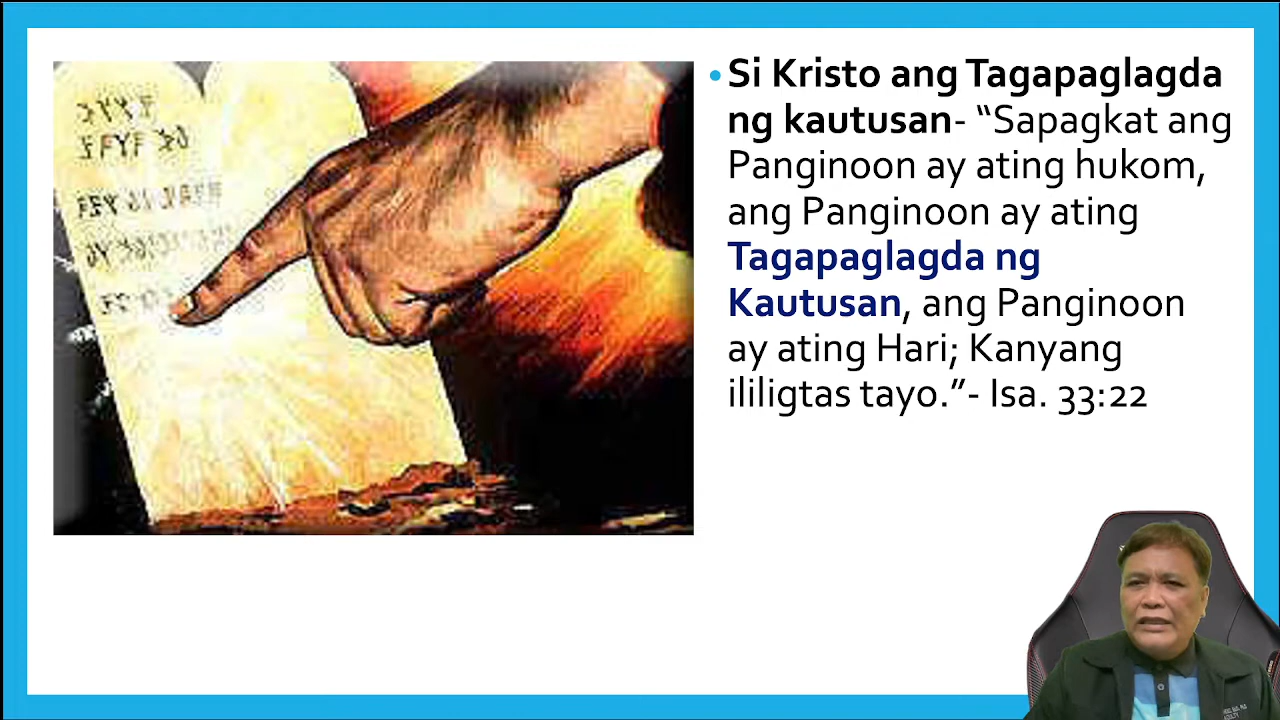 Si Kristo ang Tagapaglagda
ng kautusan- “Sapagkat ang
Panginoon ay ating hukom,
ang Panginoon ay ating
Tagapaglagda ng
Kautusan, ang Panginoon
ay ating Hari; Kanyang
ililigtas tayo.”- Isa. 33:22